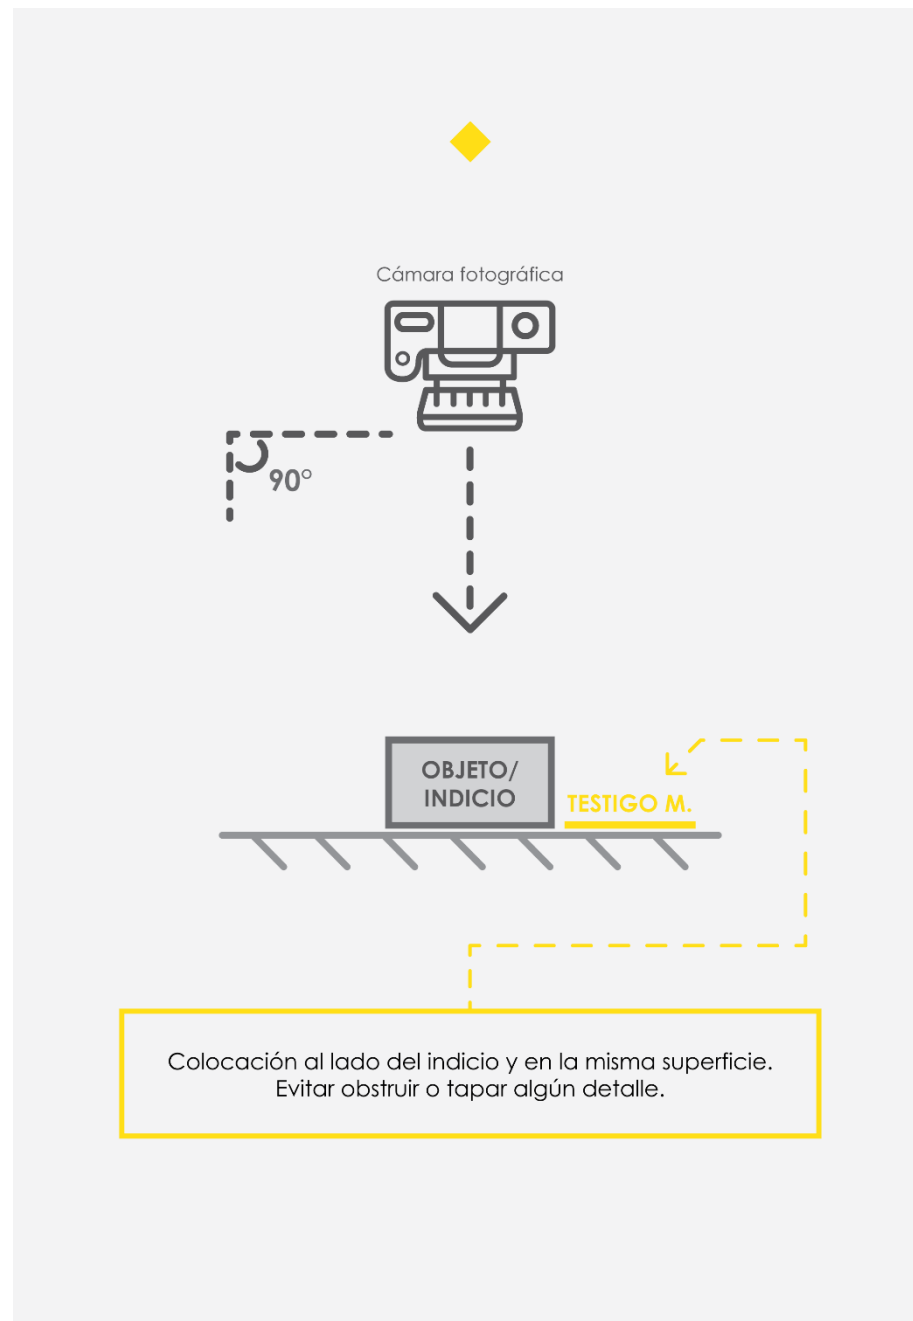 Cámara fotográfica
90°
OBJETO/
INDICIO
TESTIGO M.
Colocación al lado del indicio y en la misma superficie.
Evitar obstruir o tapar algún detalle.